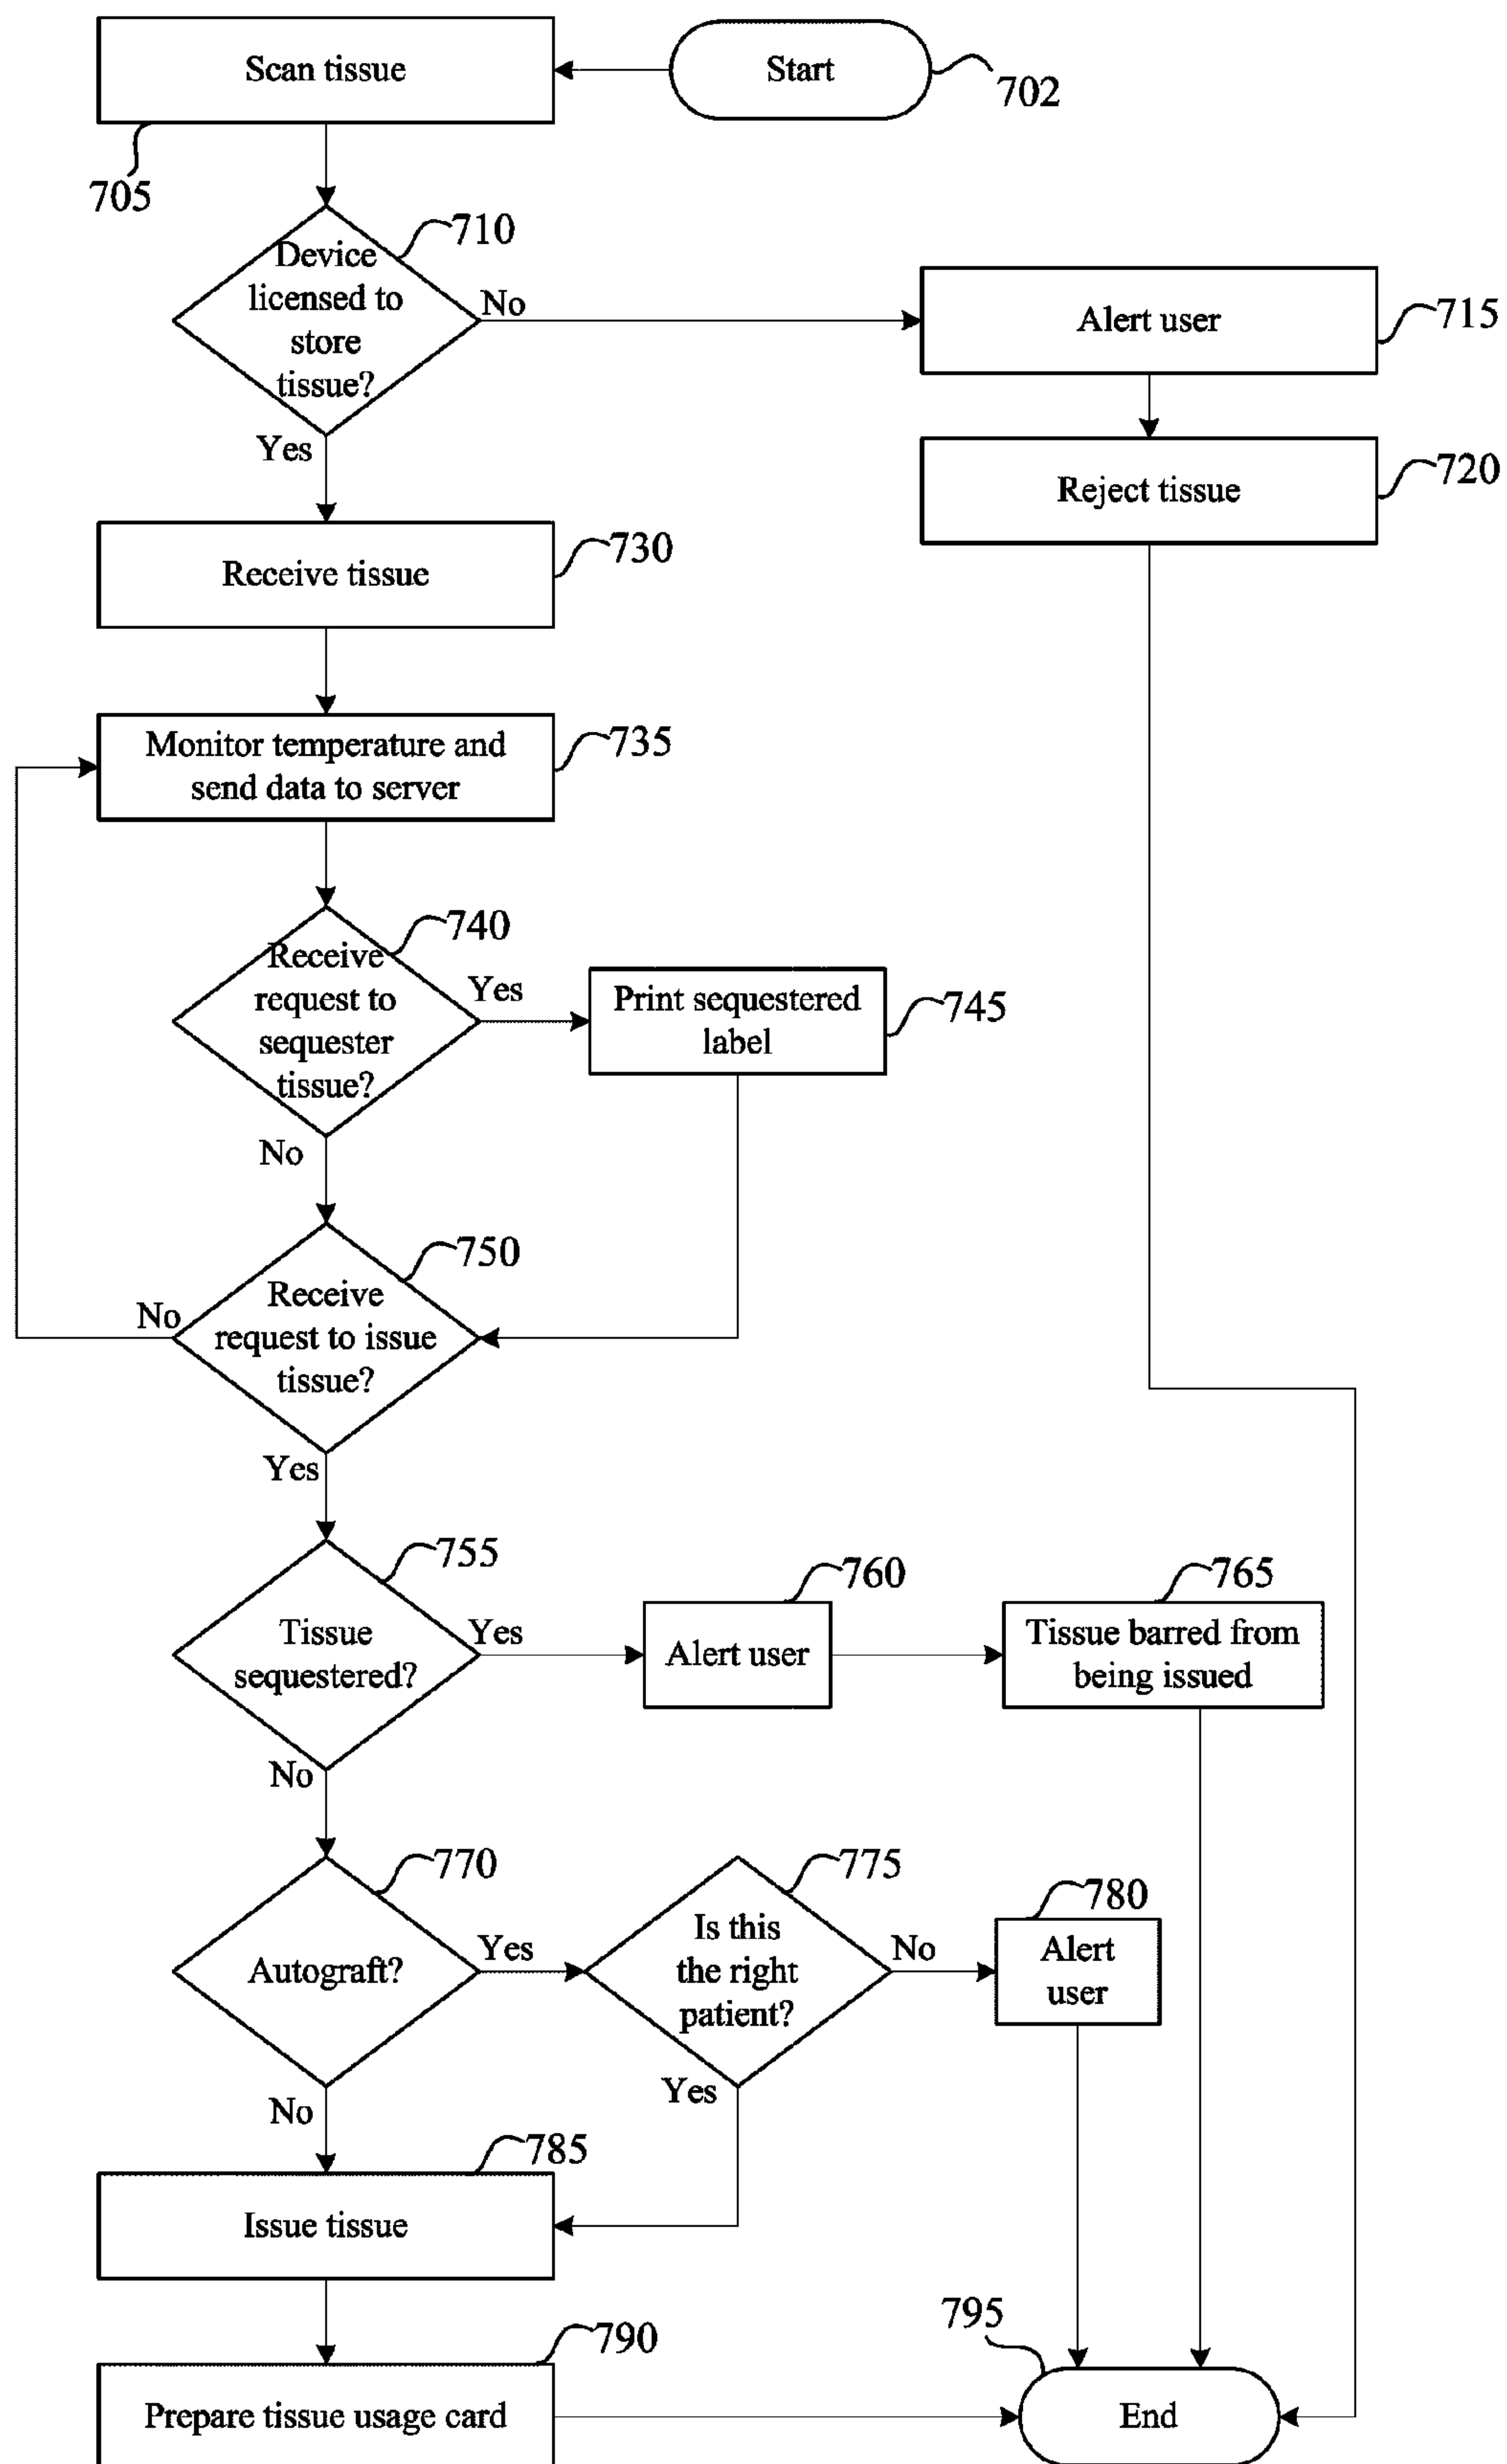 Scan tissue
Start
702
705
710
Device
licensed to
store
tissue?
No
Alert user
715
Yes
Reject tissue
720
Receive tissue
730
Monitor temperature and
send data to server
735
740
Receive
request to
sequester
tissue?
Yes
Print sequestered
label
745
No
750
Receive
request to issue
tissue?
No
Yes
755
Tissue
sequestered?
Yes
760
Alert user
765
Tissue barred from
being issued
No
770
Autograft?
Yes
775
Is this
the right
patient?
No
780
Alert
user
Yes
No
785
Issue tissue
790
Prepare tissue usage card
795
End